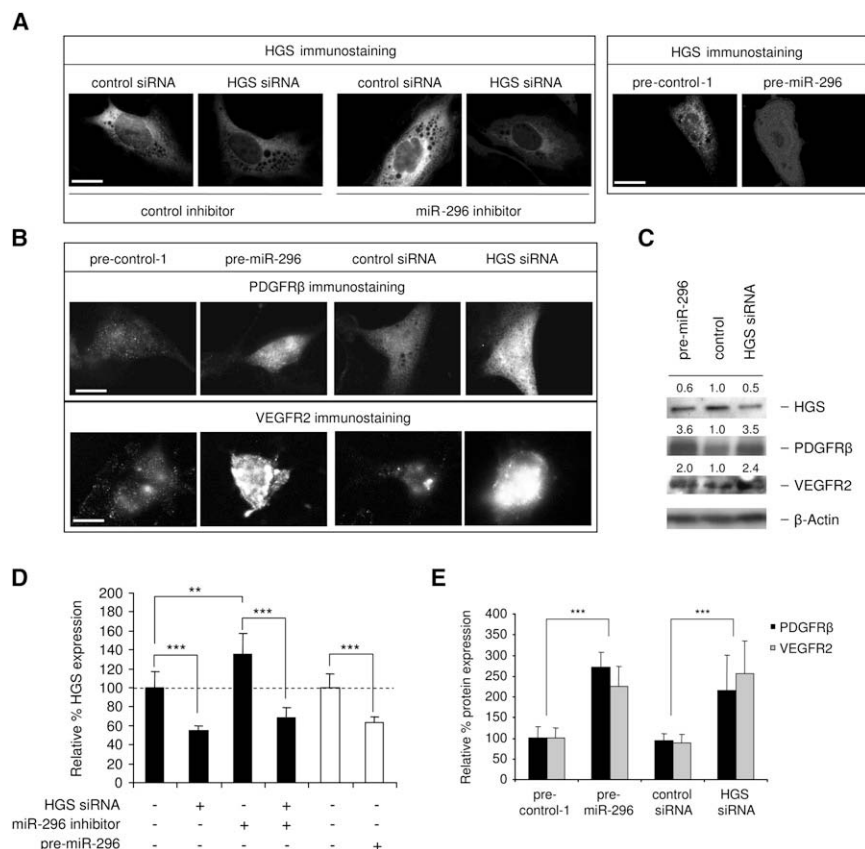 A
HGS immunostaining
control siRNA HGS siRNA control siRNA HGS siRNA
control inhibitor miR-296 inhibitor
HGS immunostaining
pre-control-1 pre-miR-296
B
pre-control-1 pre-miR-296 control siRNA HGS siRNA
PDGFRβ immunostaining
VEGFR2 immunostaining
C
pre-miR-296 control HGS siRNA
0.6 1.0 0.5
– HGS
3.6 1.0 3.5
– PDGFRβ
2.0 1.0 2.4
– VEGFR2
– β-Actin
D
Relative % HGS expression
200
180
160
140
120
100
80
60
40
20
0
**
*** *** ***
HGS siRNA - + - + - -
miR-296 inhibitor - - + + - -
pre-miR-296 - - - - - +
E
Relative % protein expression
400
350
300
250
200
150
100
50
0
*** ***
PDGFRβ
VEGFR2
pre- pre- control HGS
control-1 miR-296 siRNA siRNA